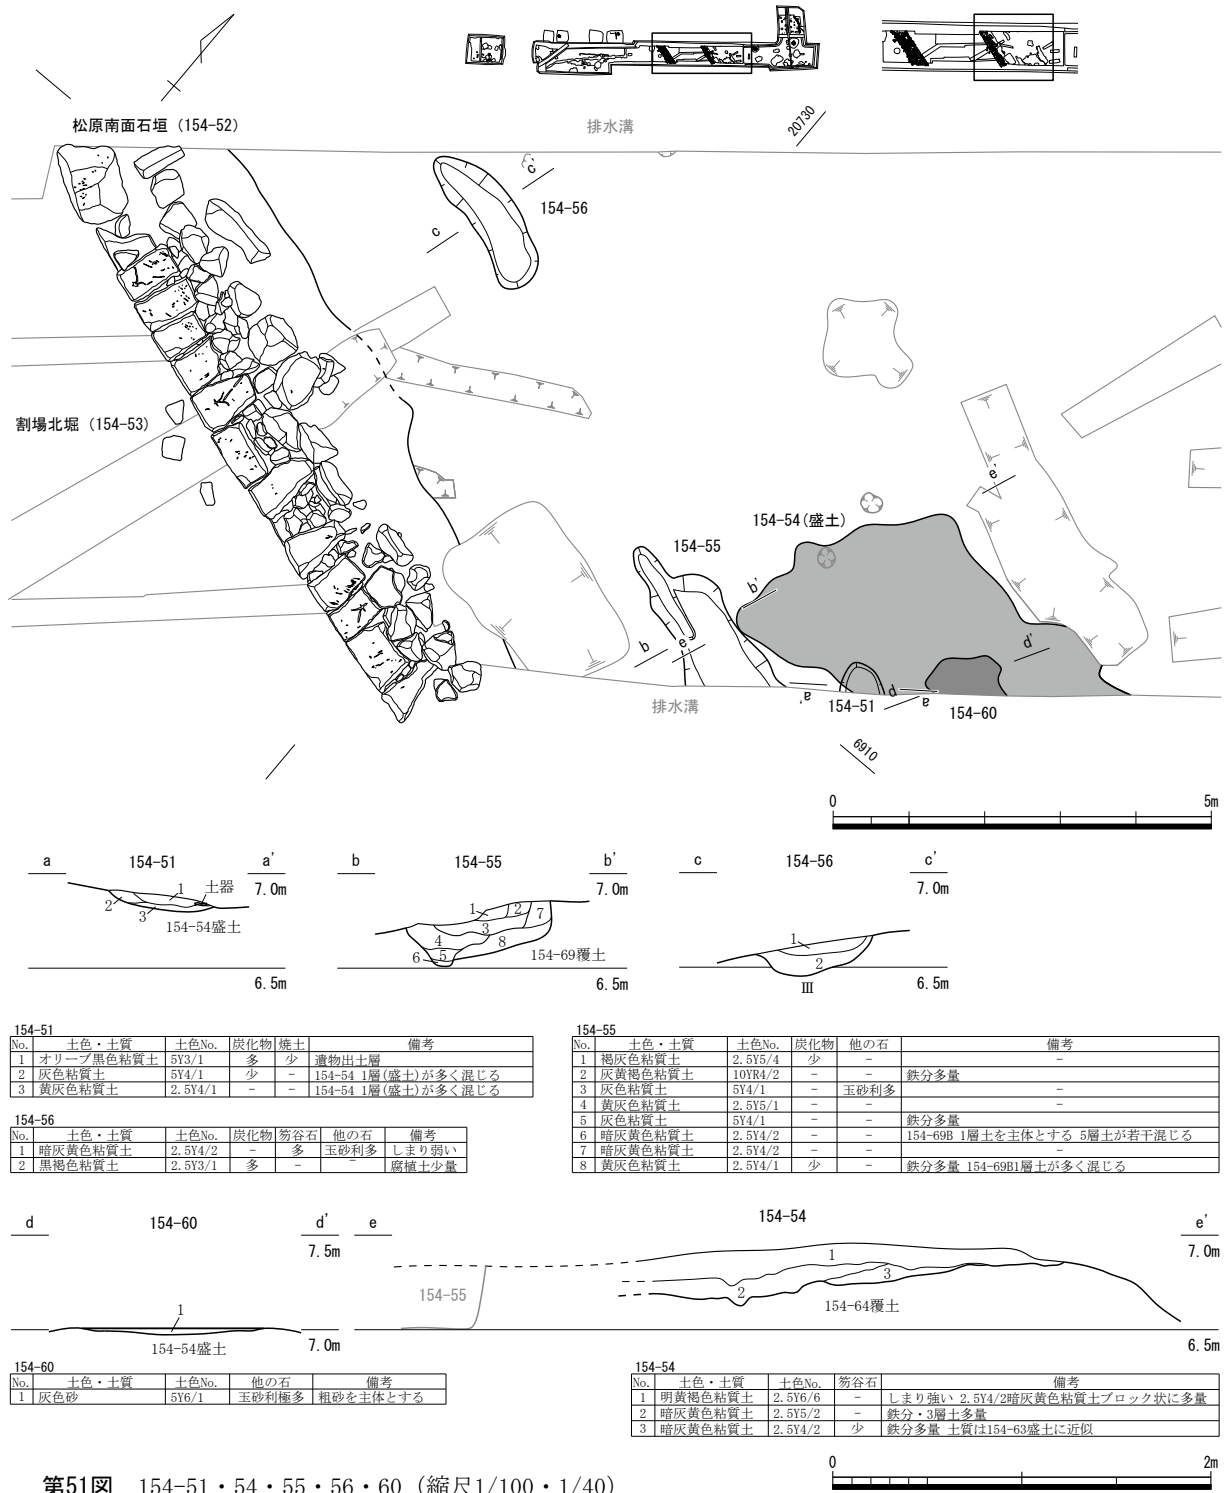 松原南面石垣（154-52）
排水溝
20730
c'
154-56
c
割場北堀（154-53）
e'
154-54(盛土)
154-55
b'
b
e
d'
a'
154-51
d
a
154-60
排水溝
6910
0 5m
a 154-51 a'
7.0m
1 土器
2
3
154-54盛土
6.5m
b 154-55 b'
7.0m
1 2 7
3
4 8
6 5
154-69覆土
6.5m
c 154-56 c'
7.0m
1
2
Ⅲ
6.5m
154-51
No. 土色・土質 土色No. 炭化物 焼土 備考
1 オリーブ黒色粘質土 5Y3/1 多 少 遺物出土層
2 灰色粘質土 5Y4/1 少 - 154-54 1層(盛土)が多く混じる
3 黄灰色粘質土 2.5Y4/1 - - 154-54 1層(盛土)が多く混じる
154-56
No. 土色・土質 土色No. 炭化物 笏谷石 他の石 備考
1 暗灰黄色粘質土 2.5Y4/2 - 多 玉砂利多 しまり弱い
2 黒褐色粘質土 2.5Y3/1 多 - - 腐植土少量
154-55
No. 土色・土質 土色No. 炭化物 他の石 備考
1 褐灰色粘質土 2.5Y5/4 少 - -
2 灰黄褐色粘質土 10YR4/2 - - 鉄分多量
3 灰色粘質土 5Y4/1 - 玉砂利多 -
4 黄灰色粘質土 2.5Y5/1 - - -
5 灰色粘質土 5Y4/1 - - 鉄分多量
6 暗灰黄色粘質土 2.5Y4/2 - - 154-69B 1層土を主体とする 5層土が若干混じる
7 暗灰黄色粘質土 2.5Y4/2 - - -
8 黄灰色粘質土 2.5Y4/1 少 - 鉄分多量 154-69B1層土が多く混じる
d 154-60 d'
7.5m
1
154-54盛土
7.0m
e 154-54 e'
7.0m
1
3
154-55
2
154-64覆土
6.5m
154-60
No. 土色・土質 土色No. 他の石 備考
1 灰色砂 5Y6/1 玉砂利極多 粗砂を主体とする
154-54
No. 土色・土質 土色No. 笏谷石 備考
1 明黄褐色粘質土 2.5Y6/6 - しまり強い 2.5Y4/2暗灰黄色粘質土ブロック状に多量
2 暗灰黄色粘質土 2.5Y5/2 - 鉄分・3層土多量
3 暗灰黄色粘質土 2.5Y4/2 少 鉄分多量 土質は154-63盛土に近似
0 2m
第51図 154-51・54・55・56・60（縮尺1/100・1/40）